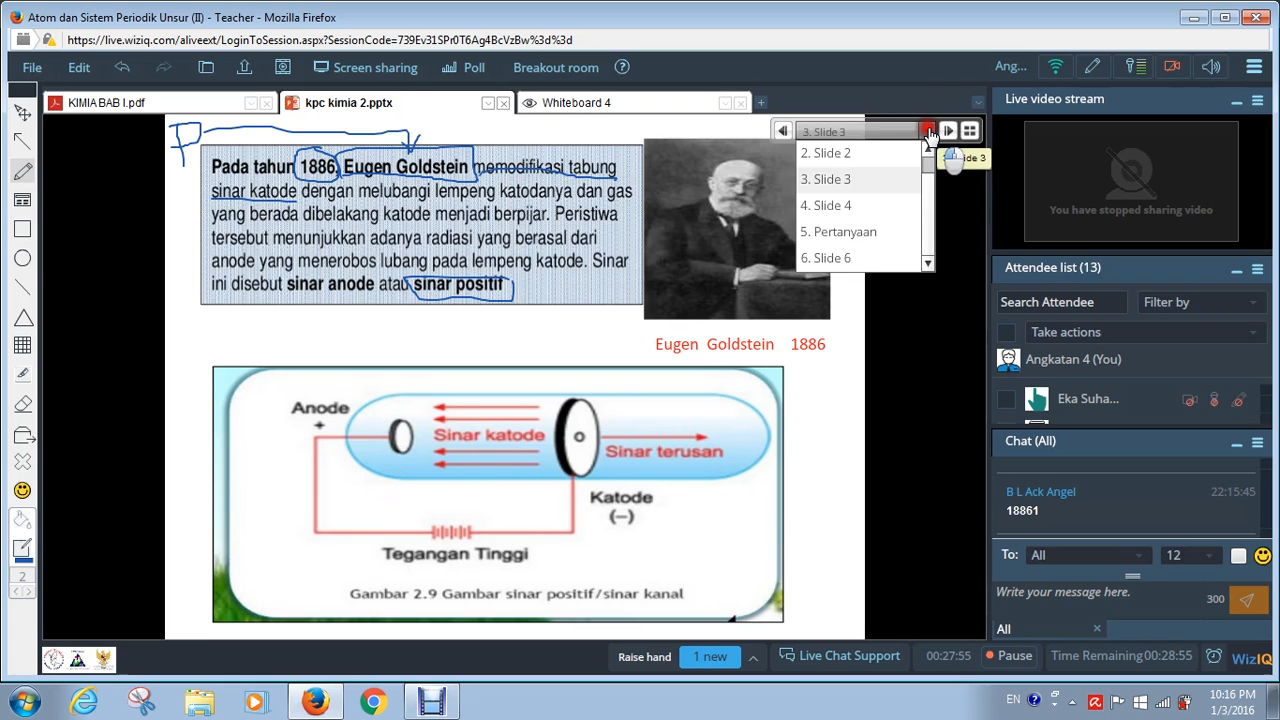 Atom dan Sistem Periodik Unsur (II) - Teacher - Mozilla Firefox
https://live.wiziq.com/aliveext/LoginToSession.aspx?SessionCode=739Ev31SPr0T6Ag4BcVzBw%3d%3d
File Edit Screen sharing Poll Breakout room ? Ang...
KIMIA BAB I.pdf kpc kimia 2.pptx Whiteboard 4
P
Pada tahun 1886, Eugen Goldstein memodifikasi tabung
sinar katode dengan melubangi lempeng katodanya dan gas
yang berada dibelakang katode menjadi berpijar. Peristiwa
tersebut menunjukkan adanya radiasi yang berasal dari
anode yang menerobos lubang pada lempeng katode. Sinar
ini disebut sinar anode atau sinar positif
3. Slide 3
2. Slide 2
3. Slide 3
4. Slide 4
5. Pertanyaan
6. Slide 6
Eugen Goldstein 1886
Anode
+
Sinar katode
Sinar terusan
Katode
(−)
Tegangan Tinggi
Gambar 2.9 Gambar sinar positif/sinar kanal
Live video stream
You have stopped sharing video
Attendee list (13)
Search Attendee Filter by
Take actions
Angkatan 4 (You)
Eka Suha...
Chat (All)
B L Ack Angel 22:15:45
18861
To: All 12
Write your message here. 300
All
2
Raise hand 1 new Live Chat Support 00:27:55 Pause Time Remaining 00:28:55 WizIQ
EN 10:16 PM
1/3/2016